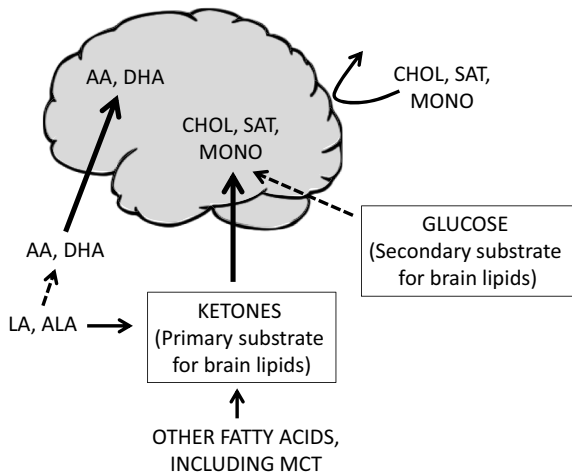 AA, DHA
CHOL, SAT,
MONO
CHOL, SAT,
MONO
AA, DHA
LA, ALA
GLUCOSE
(Secondary substrate
for brain lipids)
KETONES
(Primary substrate
for brain lipids)
OTHER FATTY ACIDS,
INCLUDING MCT